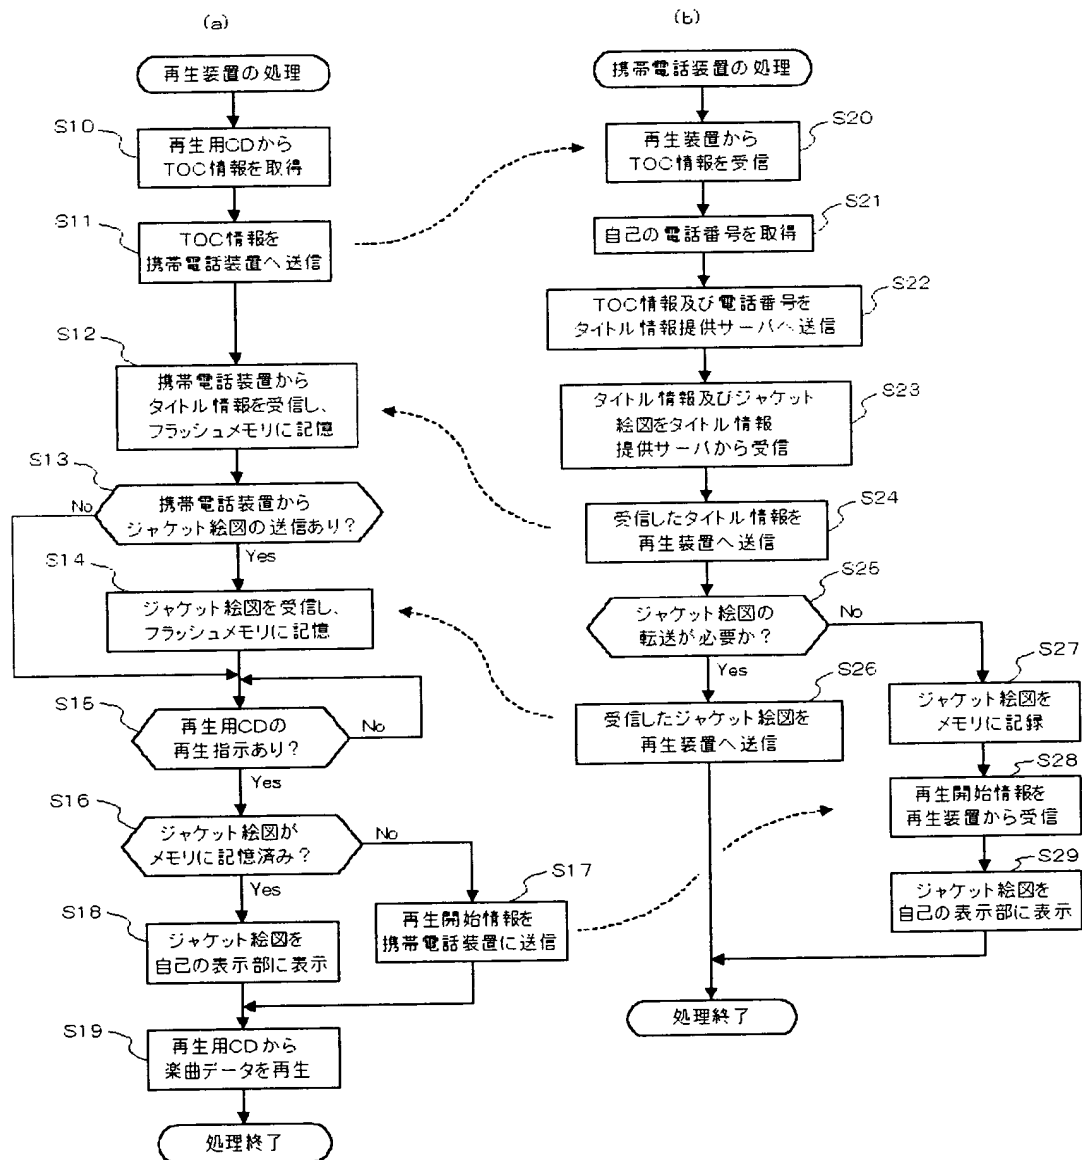 (a)
再生装置の処理
S10
再生用CDから
TOC情報を取得
S11
TOC情報を
携帯電話装置へ送信
S12
携帯電話装置から
タイトル情報を受信し、
フラッシュメモリに記憶
S13
携帯電話装置から
ジャケット絵図の送信あり?
No
Yes
S14
ジャケット絵図を受信し、
フラッシュメモリに記憶
S15
再生用CDの
再生指示あり?
No
Yes
S16
ジャケット絵図が
メモリに記憶済み?
No
Yes
S17
再生開始情報を
携帯電話装置に送信
S18
ジャケット絵図を
自己の表示部に表示
S19
再生用CDから
楽曲データを再生
処理終了
(b)
携帯電話装置の処理
S20
再生装置から
TOC情報を受信
S21
自己の電話番号を取得
S22
TOC情報及び電話番号を
タイトル情報提供サーバへ送信
S23
タイトル情報及びジャケット
絵図をタイトル情報
提供サーバから受信
S24
受信したタイトル情報を
再生装置へ送信
S25
ジャケット絵図の
転送が必要か?
No
Yes
S26
受信したジャケット絵図を
再生装置へ送信
S27
ジャケット絵図を
メモリに記録
S28
再生開始情報を
再生装置から受信
S29
ジャケット絵図を
自己の表示部に表示
処理終了